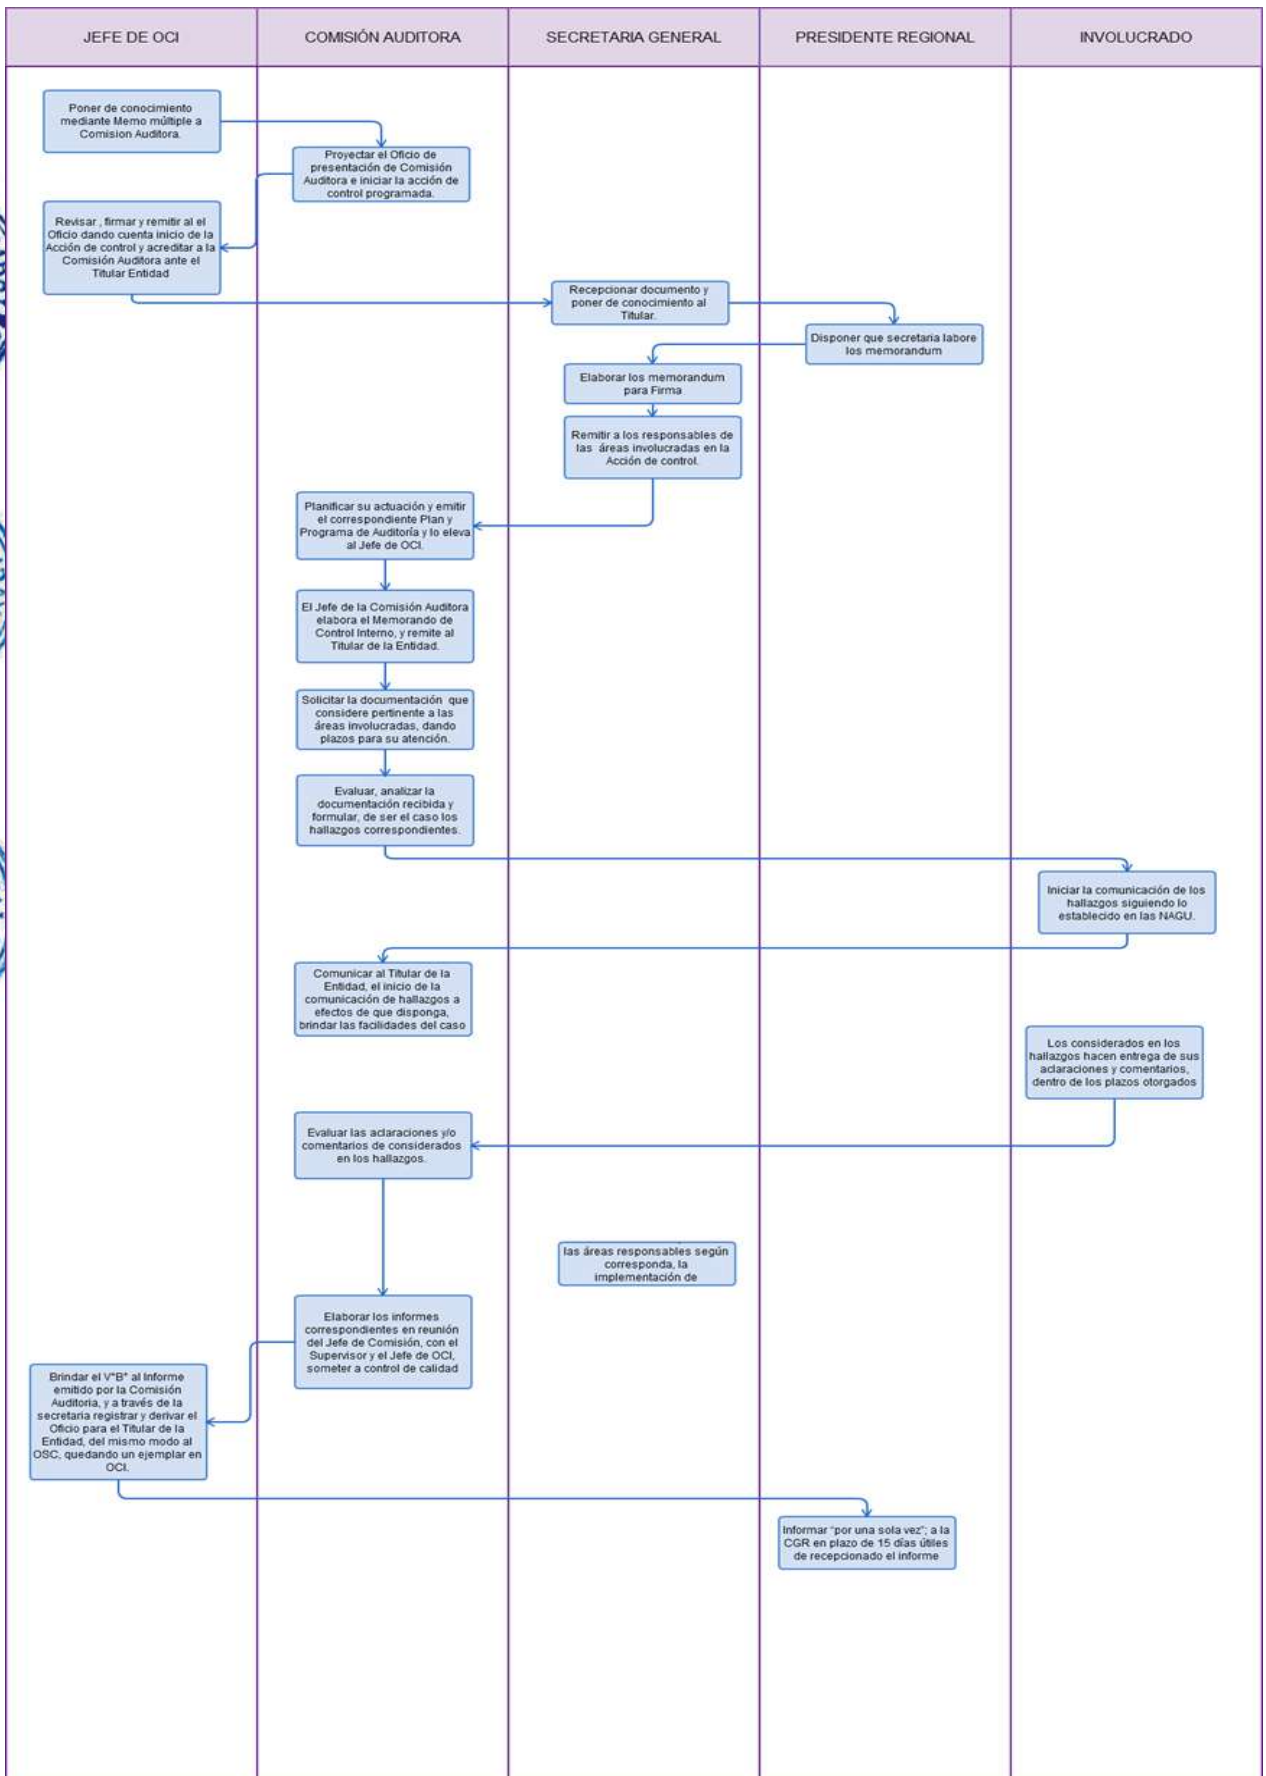 JEFE DE OCI
COMISIÓN AUDITORA
SECRETARIA GENERAL
PRESIDENTE REGIONAL
INVOLUCRADO
Poner de conocimiento
mediante Memo múltiple a
Comision Auditora.
Proyectar el Oficio de
presentación de Comisión
Auditora e iniciar la acción de
control programada.
Revisar , firmar y remitir al el
Oficio dando cuenta inicio de la
Acción de control y acreditar a la
Comisión Auditora ante el
Titular Entidad
Recepcionar documento y
poner de conocimiento al
Titular.
Disponer que secretaria labore
los memorandum
Elaborar los memorandum
para Firma
Remitir a los responsables de
las áreas involucradas en la
Acción de control.
Planificar su actuación y emitir
el correspondiente Plan y
Programa de Auditoría y lo eleva
al Jefe de OCI.
El Jefe de la Comisión Auditora
elabora el Memorando de
Control Interno, y remite al
Titular de la Entidad.
Solicitar la documentación que
considere pertinente a las
áreas involucradas, dando
plazos para su atención.
Evaluar, analizar la
documentación recibida y
formular, de ser el caso los
hallazgos correspondientes.
Iniciar la comunicación de los
hallazgos siguiendo lo
establecido en las NAGU.
Comunicar al Titular de la
Entidad, el inicio de la
comunicación de hallazgos a
efectos de que disponga,
brindar las facilidades del caso
Los considerados en los
hallazgos hacen entrega de sus
aclaraciones y comentarios,
dentro de los plazos otorgados
Evaluar las aclaraciones y/o
comentarios de considerados
en los hallazgos.
las áreas responsables según
corresponda, la
implementación de
Elaborar los informes
correspondientes en reunión
del Jefe de Comisión, con el
Supervisor y el Jefe de OCI,
someter a control de calidad
Brindar el V°B° al Informe
emitido por la Comisión
Auditoria, y a través de la
secretaria registrar y derivar el
Oficio para el Titular de la
Entidad, del mismo modo al
OSC, quedando un ejemplar en
OCI.
Informar "por una sola vez"; a la
CGR en plazo de 15 días útiles
de recepcionado el informe